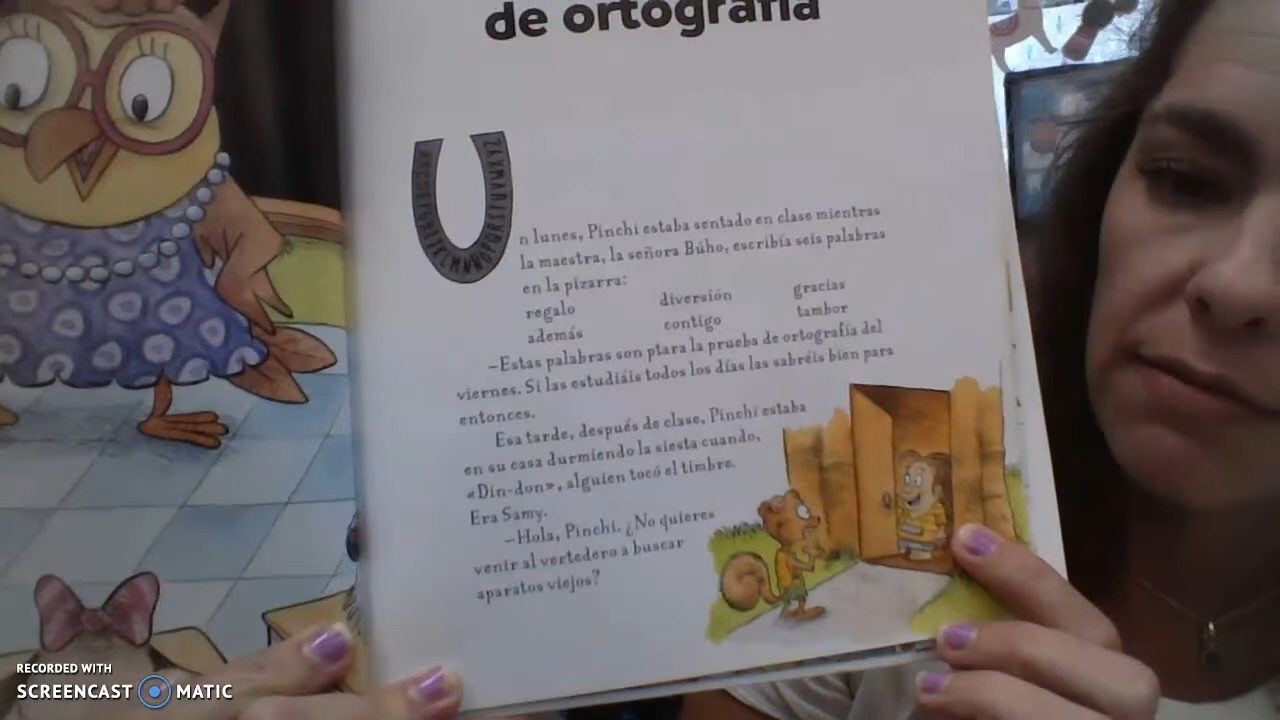 de ortografía
Un lunes, Pinchi estaba sentado en clase mientras
la maestra, la señora Búho, escribía seis palabras
en la pizarra:
regalo diversión gracias
además contigo tambor
–Estas palabras son ptara la prueba de ortografía del
viernes. Si las estudiáis todos los días las sabréis bien para
entonces.
Esa tarde, después de clase, Pinchi estaba
en su casa durmiendo la siesta cuando,
«Din-don», alguien tocó el timbre.
Era Samy.
–Hola, Pinchi. ¿No quieres
venir al vertedero a buscar
aparatos viejos?
RECORDED WITH
SCREENCAST MATIC